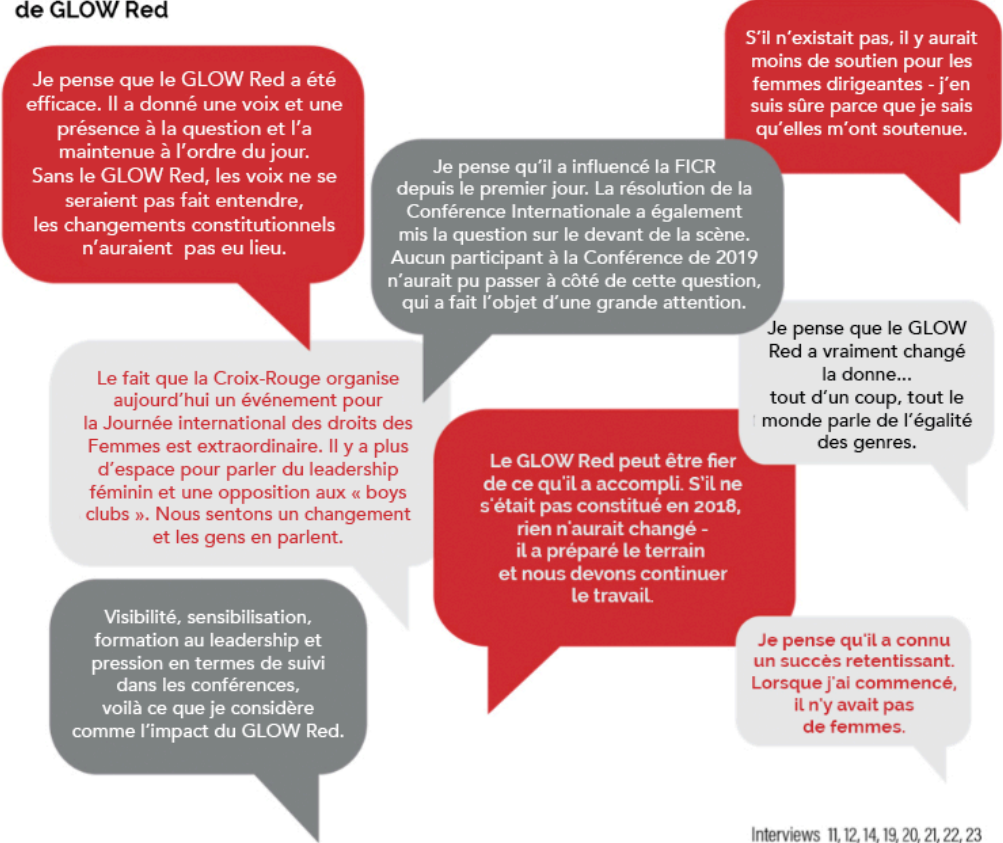 de GLOW Red
Je pense que le GLOW Red a été
efficace. Il a donné une voix et une
présence à la question et l'a
maintenue à l'ordre du jour.
Sans le GLOW Red, les voix ne se
seraient pas fait entendre,
les changements constitutionnels
n'auraient pas eu lieu.
S'il n'existait pas, il y aurait
moins de soutien pour les
femmes dirigeantes - j'en
suis sûre parce que je sais
qu'elles m'ont soutenue.
Je pense qu'il a influencé la FICR
depuis le premier jour. La résolution de la
Conférence Internationale a également
mis la question sur le devant de la scène.
Aucun participant à la Conférence de 2019
n'aurait pu passer à côté de cette question,
qui a fait l'objet d'une grande attention.
Je pense que le GLOW
Red a vraiment changé
la donne...
tout d'un coup, tout le
monde parle de l'égalité
des genres.
Le fait que la Croix-Rouge organise
aujourd'hui un événement pour
la Journée international des droits des
Femmes est extraordinaire. Il y a plus
d'espace pour parler du leadership
féminin et une opposition aux « boys
clubs ». Nous sentons un changement
et les gens en parlent.
Le GLOW Red peut être fier
de ce qu'il a accompli. S'il ne
s'était pas constitué en 2018,
rien n'aurait changé -
il a préparé le terrain
et nous devons continuer
le travail.
Visibilité, sensibilisation,
formation au leadership et
pression en termes de suivi
dans les conférences,
voilà ce que je considère
comme l'impact du GLOW Red.
Je pense qu'il a connu
un succès retentissant.
Lorsque j'ai commencé,
il n'y avait pas
de femmes.
Interviews 11, 12, 14, 19, 20, 21, 22, 23